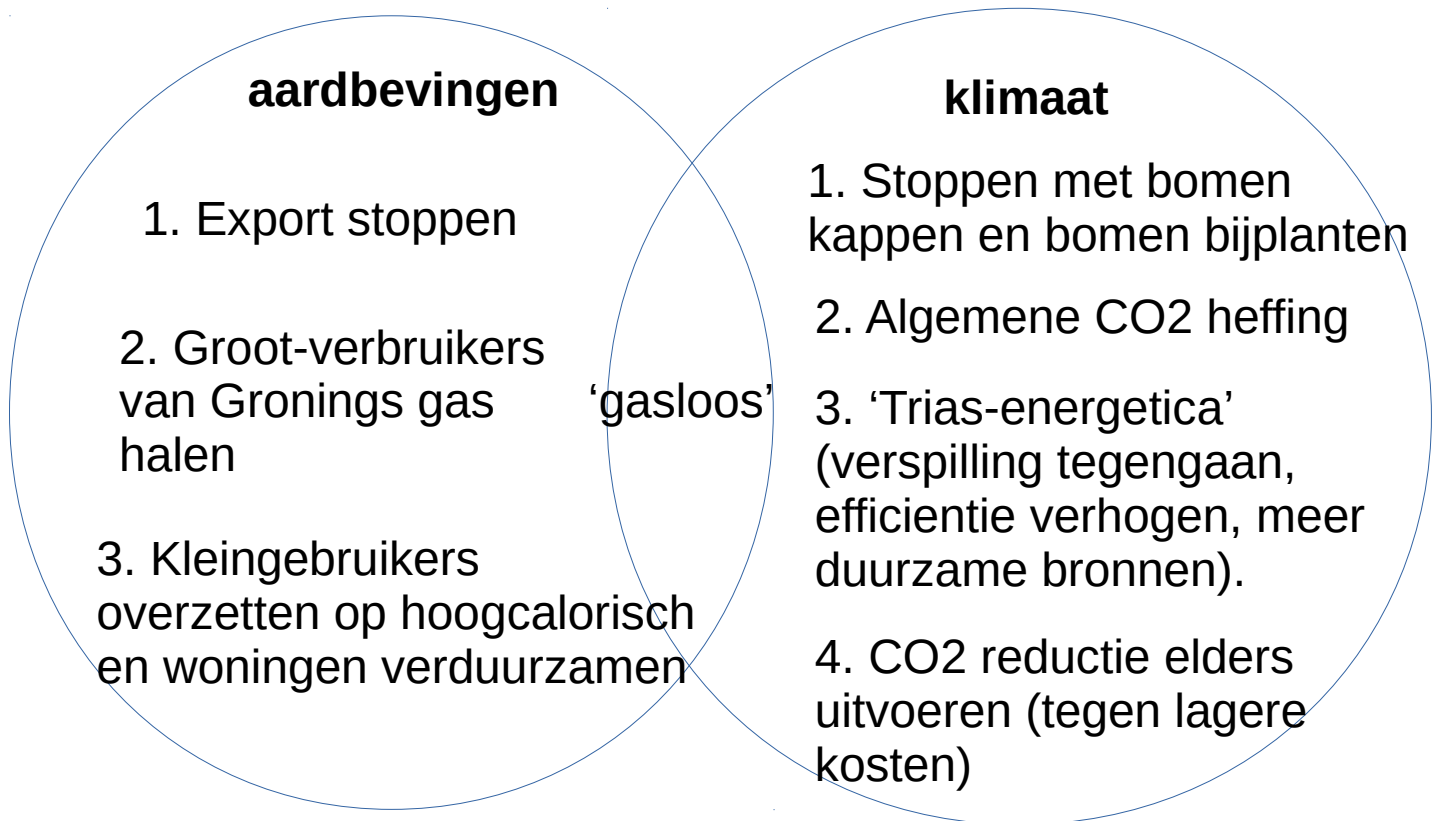 aardbevingen
1. Export stoppen
2. Groot-verbruikers
van Gronings gas
halen
3. Kleingebruikers
overzetten op hoogcalorisch
en woningen verduurzamen
‘gasloos’
klimaat
1. Stoppen met bomen
kappen en bomen bijplanten
2. Algemene CO2 heffing
3. ‘Trias-energetica’
(verspilling tegengaan,
efficientie verhogen, meer
duurzame bronnen).
4. CO2 reductie elders
uitvoeren (tegen lagere
kosten)